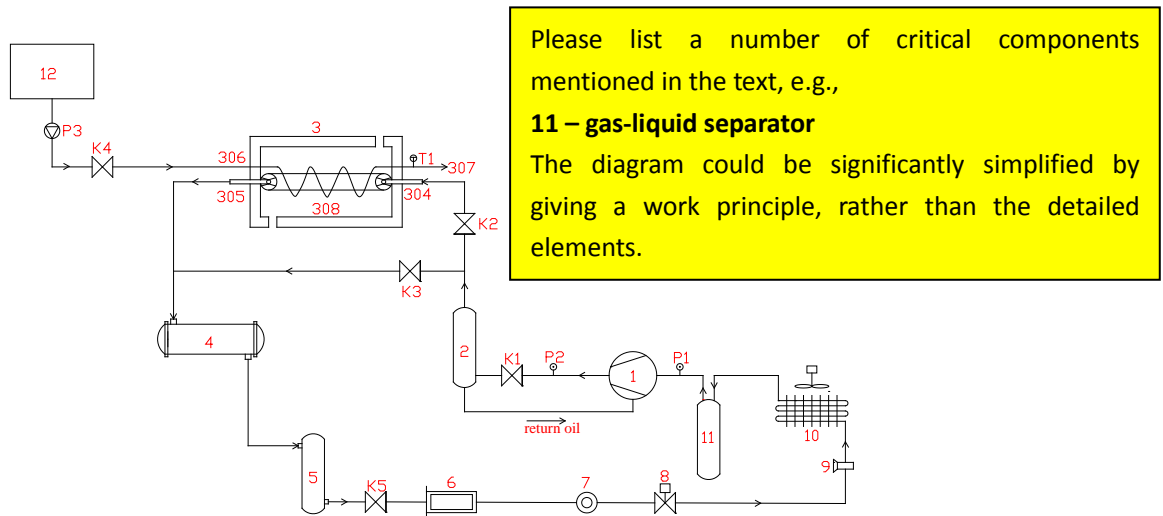 Please list a number of critical components
mentioned in the text, e.g.,
11 – gas-liquid separator
The diagram could be significantly simplified by
giving a work principle, rather than the detailed
elements.
12
P3
K4
3
306
T1
307
305
304
308
K2
K3
4
2
K1
P2
1
P1
return oil
11
10
9
5
K5
6
7
8